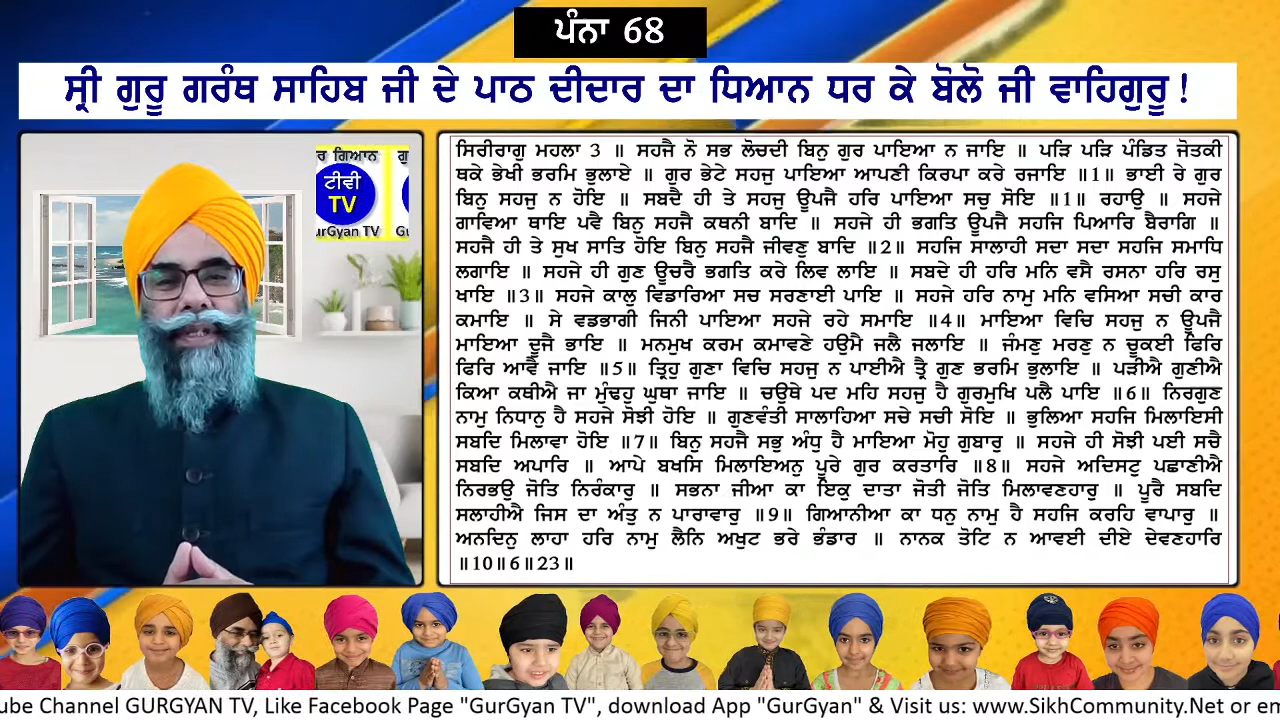 ਪੰਨਾ 68
ਸ੍ਰੀ ਗੁਰੂ ਗਰੰਥ ਸਾਹਿਬ ਜੀ ਦੇ ਪਾਠ ਦੀਦਾਰ ਦਾ ਧਿਆਨ ਧਰ ਕੇ ਬੋਲੋ ਜੀ ਵਾਹਿਗੁਰੂ!
ਰ ਗਿਆਨ
ਗੁ
ਟੀਵੀ
TV
GurGyan TV
Gu
ਸਿਰੀਰਾਗੁ ਮਹਲਾ 3 ॥ ਸਹਜੈ ਨੋ ਸਭ ਲੋਚਦੀ ਬਿਨੁ ਗੁਰ ਪਾਇਆ ਨ ਜਾਇ ॥ ਪੜਿ ਪੜਿ ਪੰਡਿਤ ਜੋਤਕੀ
ਥਕੇ ਭੇਖੀ ਭਰਮਿ ਭੁਲਾਏ ॥ ਗੁਰ ਭੇਟੇ ਸਹਜੁ ਪਾਇਆ ਆਪਣੀ ਕਿਰਪਾ ਕਰੇ ਰਜਾਇ ॥1॥ ਭਾਈ ਰੇ ਗੁਰ
ਬਿਨੁ ਸਹਜੁ ਨ ਹੋਇ ॥ ਸਬਦੈ ਹੀ ਤੇ ਸਹਜੁ ਊਪਜੈ ਹਰਿ ਪਾਇਆ ਸਚੁ ਸੋਇ ॥1॥ ਰਹਾਉ ॥ ਸਹਜੇ
ਗਾਵਿਆ ਥਾਇ ਪਵੈ ਬਿਨੁ ਸਹਜੈ ਕਥਨੀ ਬਾਦਿ ॥ ਸਹਜੇ ਹੀ ਭਗਤਿ ਊਪਜੈ ਸਹਜਿ ਪਿਆਰਿ ਬੈਰਾਗਿ ॥
ਸਹਜੈ ਹੀ ਤੇ ਸੁਖ ਸਾਤਿ ਹੋਇ ਬਿਨੁ ਸਹਜੈ ਜੀਵਣੁ ਬਾਦਿ ॥2॥ ਸਹਜਿ ਸਾਲਾਹੀ ਸਦਾ ਸਦਾ ਸਹਜਿ ਸਮਾਧਿ
ਲਗਾਇ ॥ ਸਹਜੇ ਹੀ ਗੁਣ ਊਚਰੈ ਭਗਤਿ ਕਰੇ ਲਿਵ ਲਾਇ ॥ ਸਬਦੇ ਹੀ ਹਰਿ ਮਨਿ ਵਸੈ ਰਸਨਾ ਹਰਿ ਰਸੁ
ਖਾਇ ॥3॥ ਸਹਜੇ ਕਾਲੁ ਵਿਡਾਰਿਆ ਸਚ ਸਰਣਾਈ ਪਾਇ ॥ ਸਹਜੇ ਹਰਿ ਨਾਮੁ ਮਨਿ ਵਸਿਆ ਸਚੀ ਕਾਰ
ਕਮਾਇ ॥ ਸੇ ਵਡਭਾਗੀ ਜਿਨੀ ਪਾਇਆ ਸਹਜੇ ਰਹੇ ਸਮਾਇ ॥4॥ ਮਾਇਆ ਵਿਚਿ ਸਹਜੁ ਨ ਊਪਜੈ
ਮਾਇਆ ਦੂਜੈ ਭਾਇ ॥ ਮਨਮੁਖ ਕਰਮ ਕਮਾਵਣੇ ਹਉਮੈ ਜਲੈ ਜਲਾਇ ॥ ਜੰਮਣੁ ਮਰਣੁ ਨ ਚੂਕਈ ਫਿਰਿ
ਫਿਰਿ ਆਵੈ ਜਾਇ ॥5॥ ਤ੍ਰਿਹੁ ਗੁਣਾ ਵਿਚਿ ਸਹਜੁ ਨ ਪਾਈਐ ਤ੍ਰੈ ਗੁਣ ਭਰਮਿ ਭੁਲਾਇ ॥ ਪੜੀਐ ਗੁਣੀਐ
ਕਿਆ ਕਥੀਐ ਜਾ ਮੁੰਢਹੁ ਘੁਥਾ ਜਾਇ ॥ ਚਉਥੇ ਪਦ ਮਹਿ ਸਹਜੁ ਹੈ ਗੁਰਮੁਖਿ ਪਲੈ ਪਾਇ ॥6॥ ਨਿਰਗੁਣ
ਨਾਮੁ ਨਿਧਾਨੁ ਹੈ ਸਹਜੇ ਸੋਝੀ ਹੋਇ ॥ ਗੁਣਵੰਤੀ ਸਾਲਾਹਿਆ ਸਚੇ ਸਚੀ ਸੋਇ ॥ ਭੁਲਿਆ ਸਹਜਿ ਮਿਲਾਇਸੀ
ਸਬਦਿ ਮਿਲਾਵਾ ਹੋਇ ॥7॥ ਬਿਨੁ ਸਹਜੈ ਸਭੁ ਅੰਧੁ ਹੈ ਮਾਇਆ ਮੋਹੁ ਗੁਬਾਰੁ ॥ ਸਹਜੇ ਹੀ ਸੋਝੀ ਪਈ ਸਚੈ
ਸਬਦਿ ਅਪਾਰਿ ॥ ਆਪੇ ਬਖਸਿ ਮਿਲਾਇਅਨੁ ਪੂਰੇ ਗੁਰ ਕਰਤਾਰਿ ॥8॥ ਸਹਜੇ ਅਦਿਸਟੁ ਪਛਾਣੀਐ
ਨਿਰਭਉ ਜੋਤਿ ਨਿਰੰਕਾਰੁ ॥ ਸਭਨਾ ਜੀਆ ਕਾ ਇਕੁ ਦਾਤਾ ਜੋਤੀ ਜੋਤਿ ਮਿਲਾਵਣਹਾਰੁ ॥ ਪੂਰੈ ਸਬਦਿ
ਸਲਾਹੀਐ ਜਿਸ ਦਾ ਅੰਤੁ ਨ ਪਾਰਾਵਾਰੁ ॥9॥ ਗਿਆਨੀਆ ਕਾ ਧਨੁ ਨਾਮੁ ਹੈ ਸਹਜਿ ਕਰਹਿ ਵਾਪਾਰੁ ॥
ਅਨਦਿਨੁ ਲਾਹਾ ਹਰਿ ਨਾਮੁ ਲੈਨਿ ਅਖੁਟ ਭਰੇ ਭੰਡਾਰ ॥ ਨਾਨਕ ਤੋਟਿ ਨ ਆਵਈ ਦੀਏ ਦੇਵਣਹਾਰਿ
॥10॥6॥23॥
ube Channel GURGYAN TV, Like Facebook Page "GurGyan TV", download App "GurGyan" & Visit us: www.SikhCommunity.Net or em